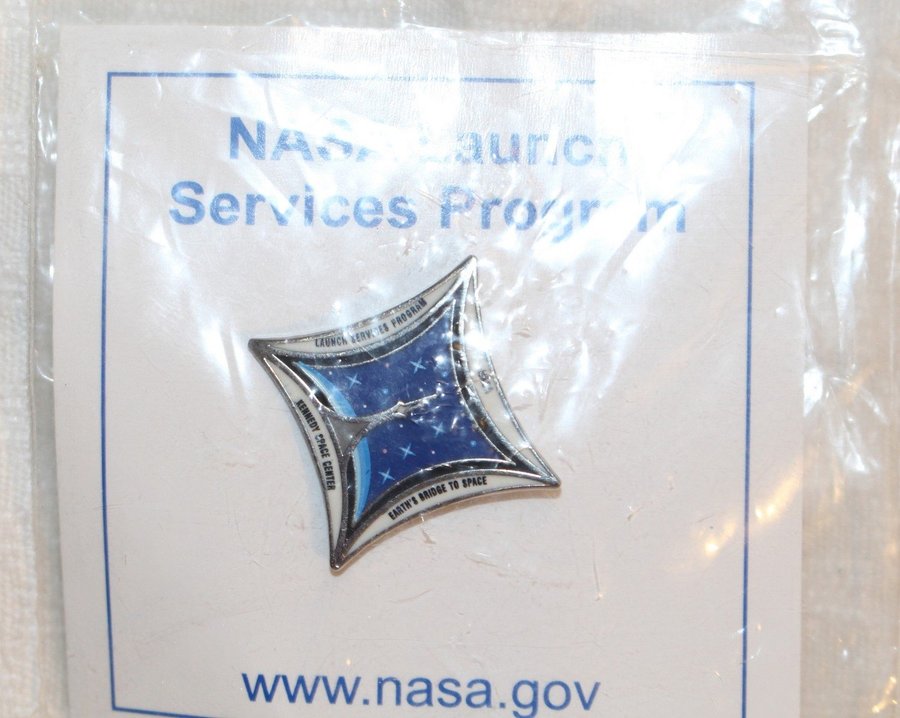 NASA Launch
Services Program
LAUNCH SERVICES PROGRAM
KENNEDY SPACE CENTER
EARTH'S BRIDGE TO SPACE
www.nasa.gov